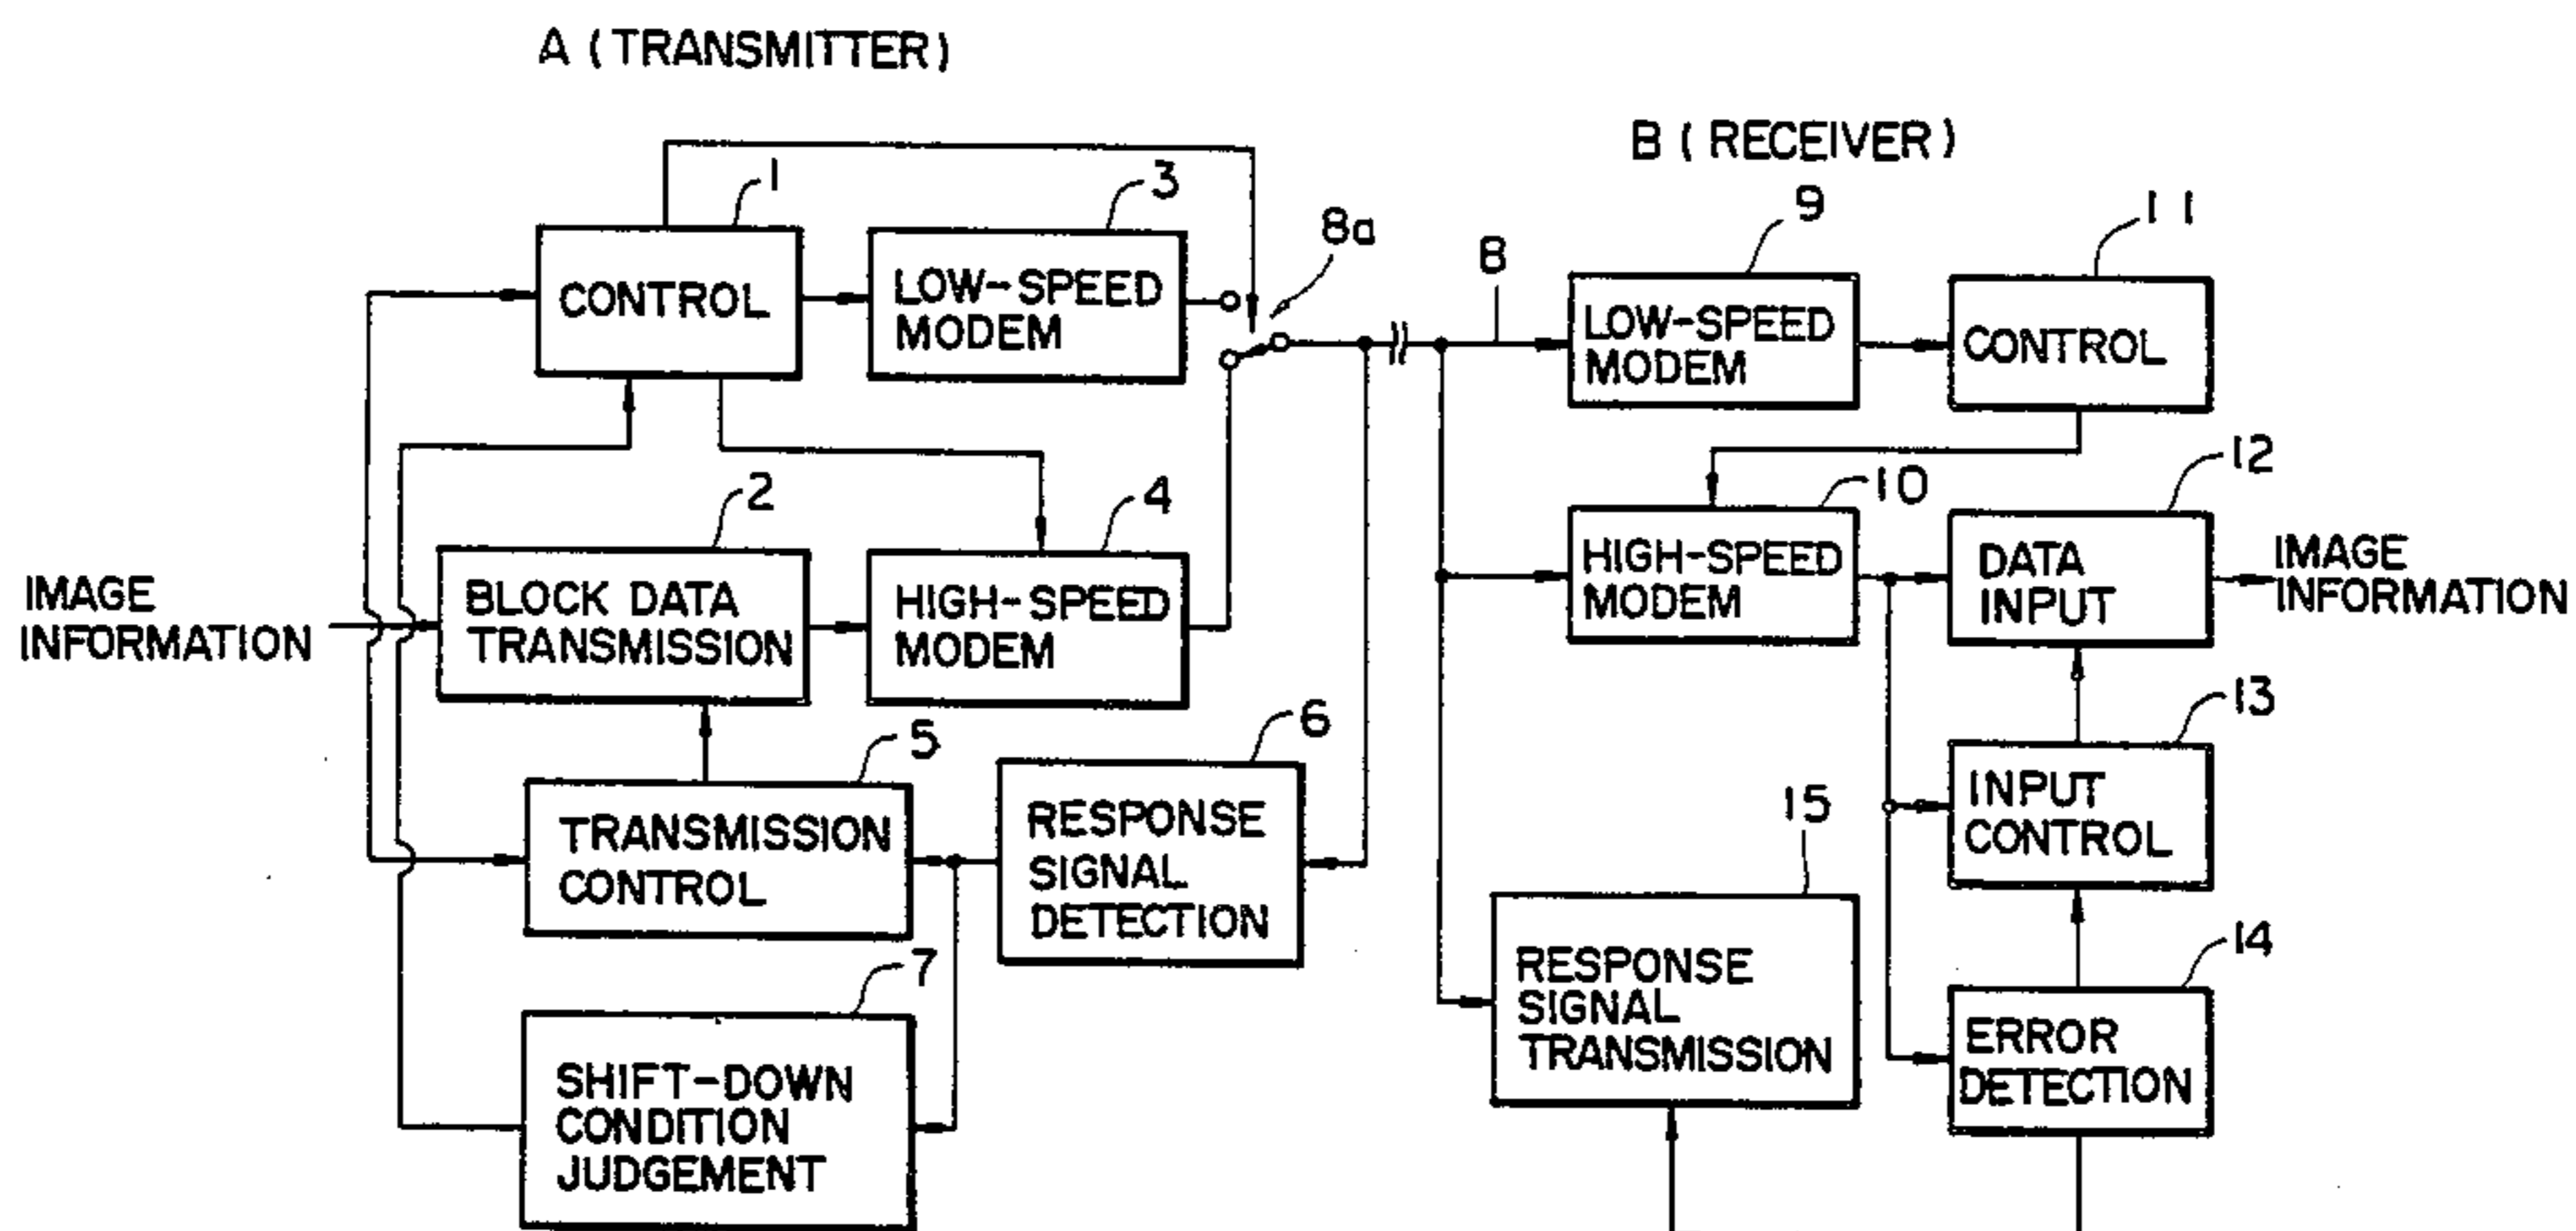 A (TRANSMITTER)
B (RECEIVER)
1
CONTROL
3
LOW-SPEED
MODEM
8a
8
9
LOW-SPEED
MODEM
11
CONTROL
IMAGE
INFORMATION
2
BLOCK DATA
TRANSMISSION
4
HIGH-SPEED
MODEM
10
HIGH-SPEED
MODEM
12
DATA
INPUT
IMAGE
INFORMATION
5
TRANSMISSION
CONTROL
6
RESPONSE
SIGNAL
DETECTION
13
INPUT
CONTROL
7
SHIFT-DOWN
CONDITION
JUDGEMENT
15
RESPONSE
SIGNAL
TRANSMISSION
14
ERROR
DETECTION